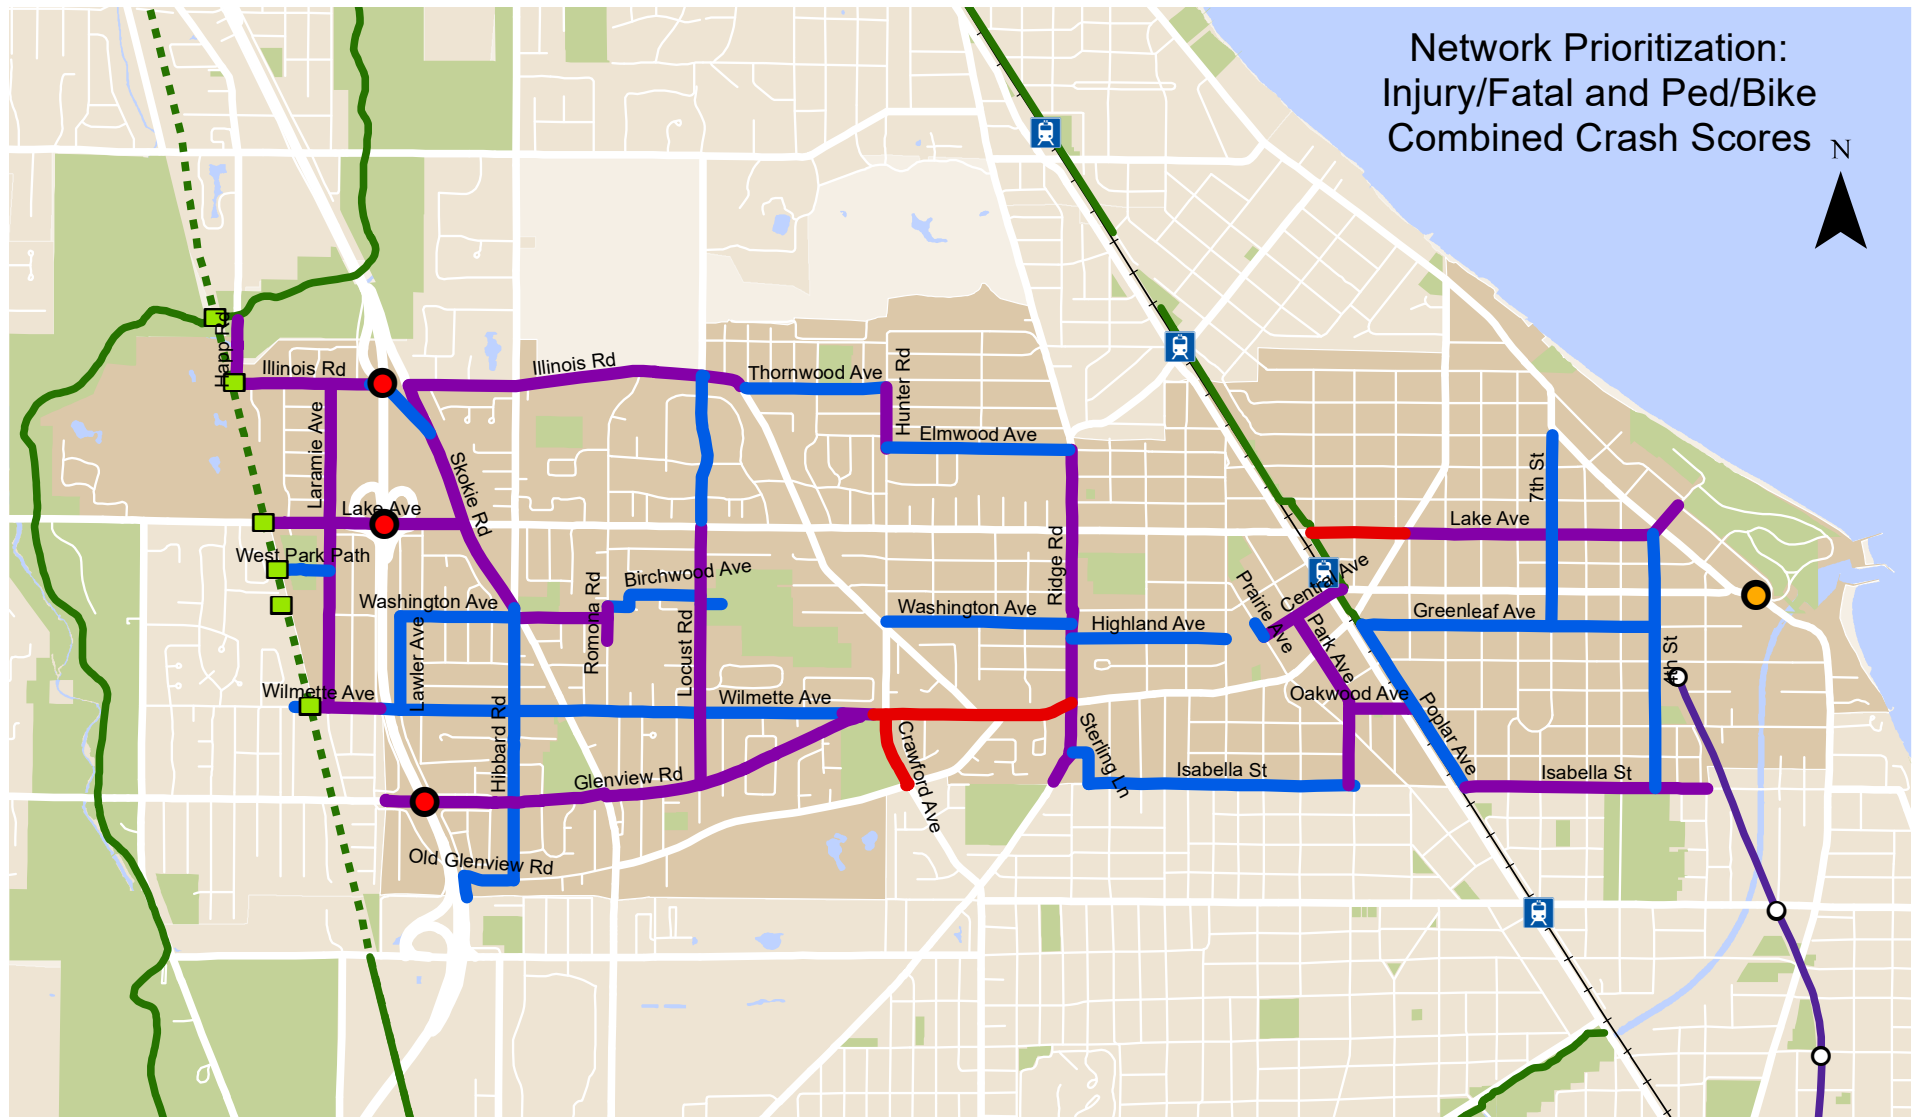 Network Prioritization:
Injury/Fatal and Ped/Bike
Combined Crash Scores
N
Happ Rd
Illinois Rd
Illinois Rd
Thornwood Ave
Hunter Rd
Elmwood Ave
Laramie Ave
Skokie Rd
Lake Ave
7th St
Lake Ave
West Park Path
Washington Ave
Lawler Ave
Romona Rd
Birchwood Ave
Locust Rd
Washington Ave
Ridge Rd
Highland Ave
Prairie Ave
Central Ave
Park Ave
Greenleaf Ave
4th St
Wilmette Ave
Hibbard Rd
Wilmette Ave
Oakwood Ave
Poplar Ave
Crawford Ave
Sterling Ln
Glenview Rd
Isabella St
Isabella St
Old Glenview Rd